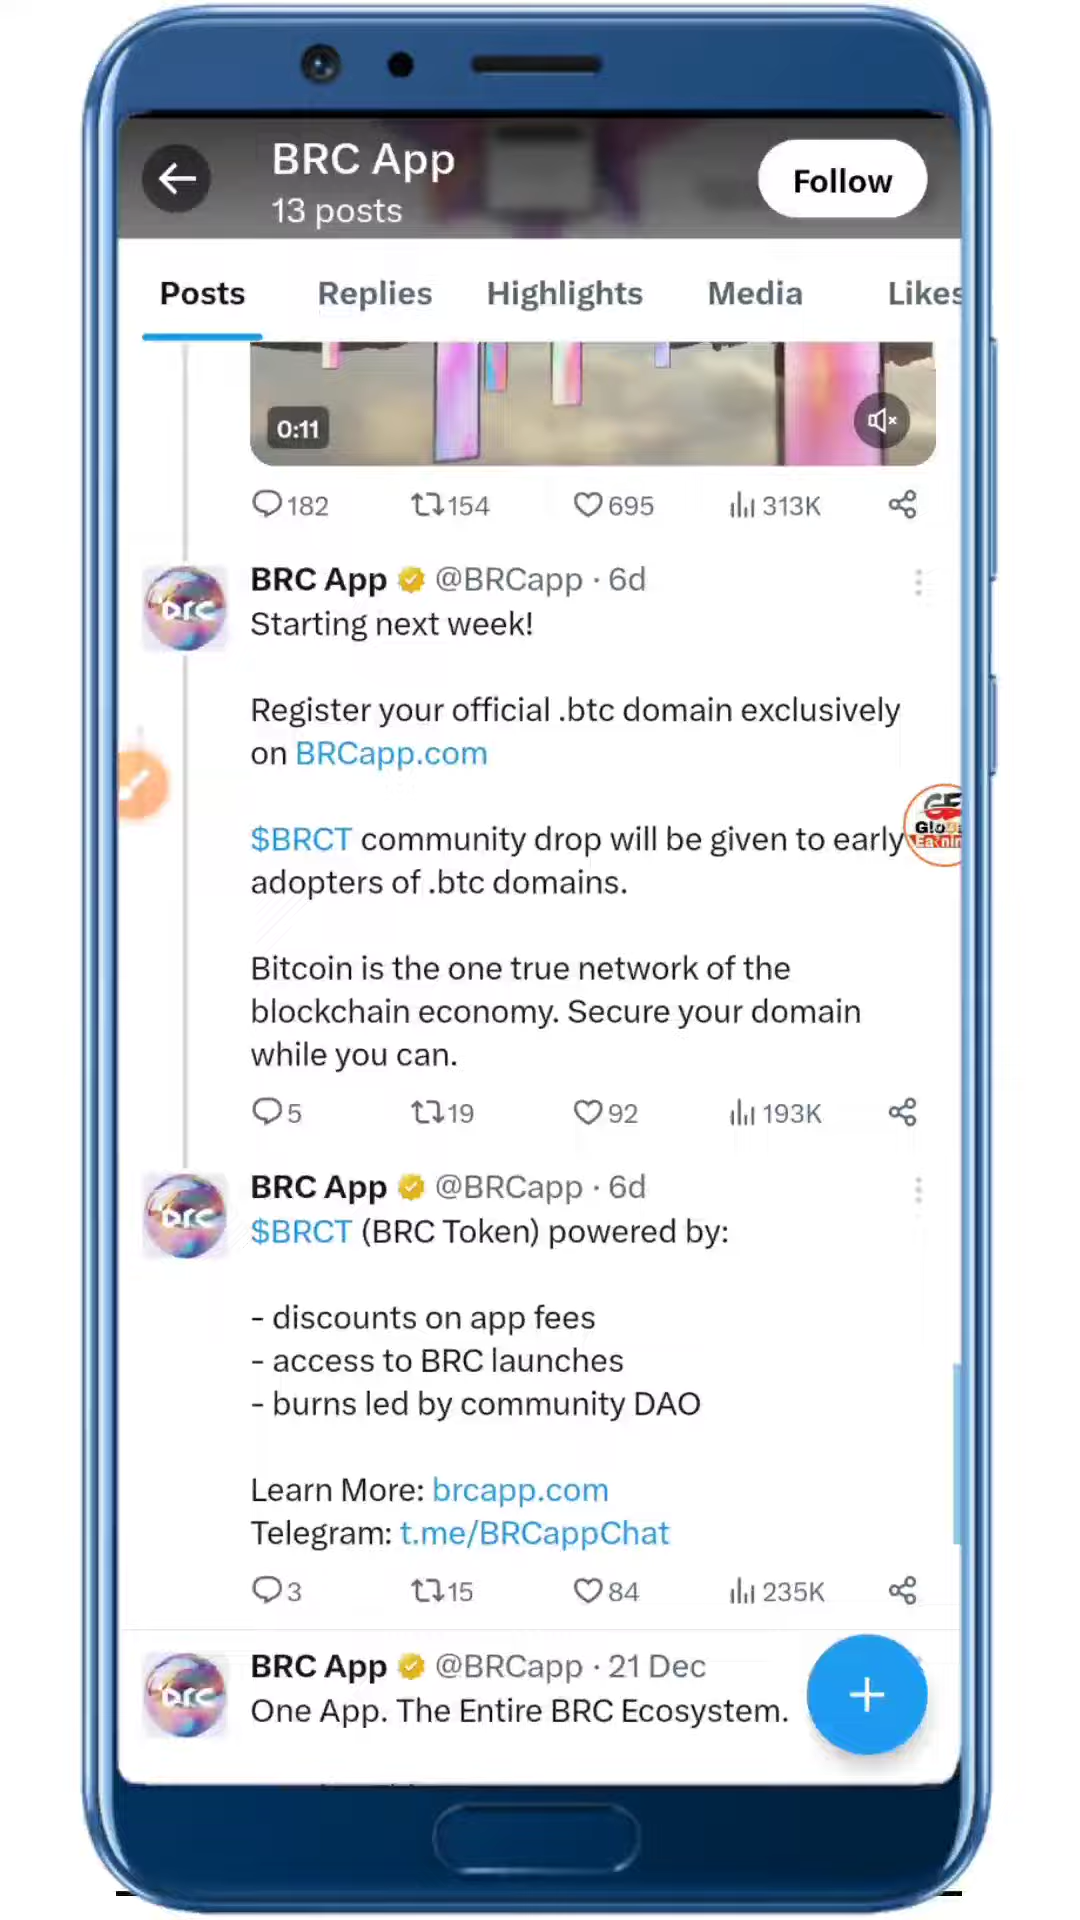 BRC App
13 posts
Follow
Posts Replies Highlights Media Likes
0:11
182 154 695 313K
BRC App @BRCapp · 6d
Starting next week!
Register your official .btc domain exclusively
on BRCapp.com
$BRCT community drop will be given to early
adopters of .btc domains.
Bitcoin is the one true network of the
blockchain economy. Secure your domain
while you can.
5 19 92 193K
BRC App @BRCapp · 6d
$BRCT (BRC Token) powered by:
- discounts on app fees
- access to BRC launches
- burns led by community DAO
Learn More: brcapp.com
Telegram: t.me/BRCappChat
3 15 84 235K
BRC App @BRCapp · 21 Dec
One App. The Entire BRC Ecosystem.
brc
brc
brc